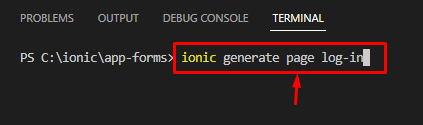 PROBLEMS OUTPUT DEBUG CONSOLE TERMINAL
PS C:\ionic\app-forms> ionic generate page log-in